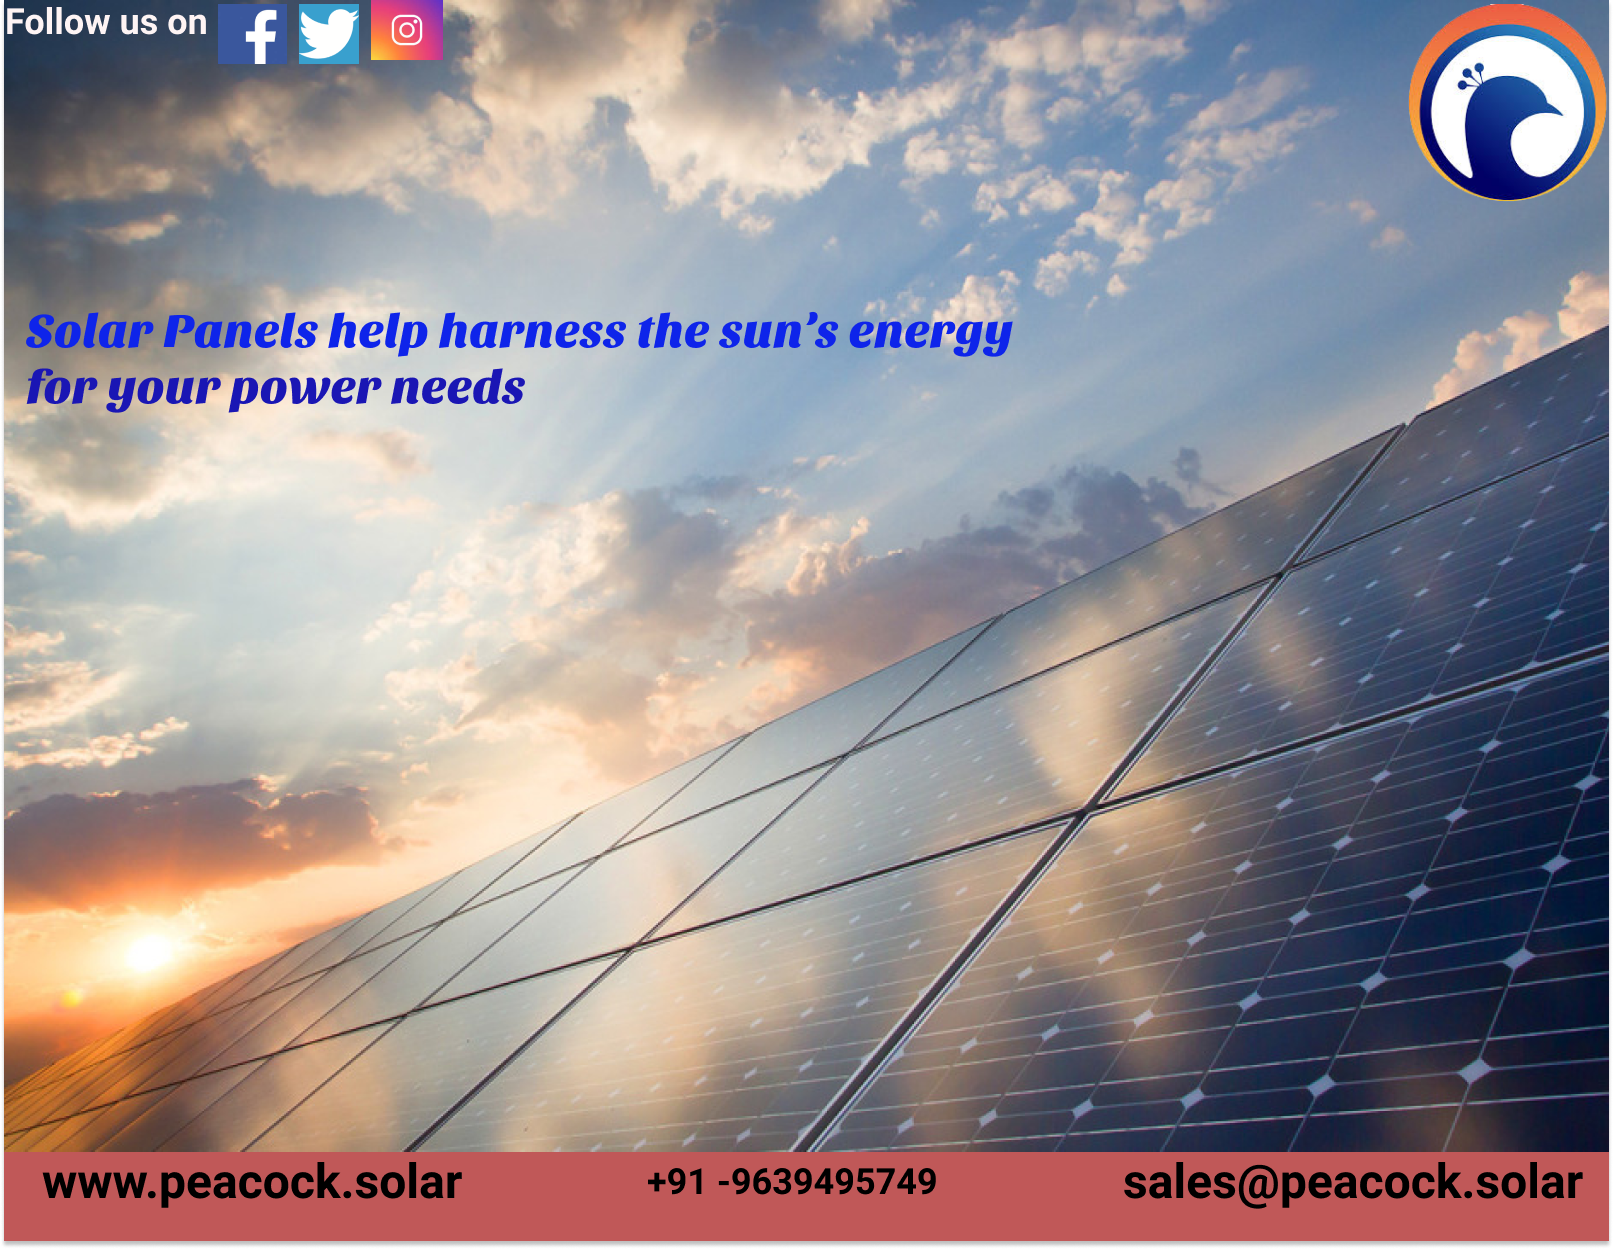 Follow us on
Solar Panels help harness the sun's energy
for your power needs
www.peacock.solar
+91 -9639495749
sales@peacock.solar